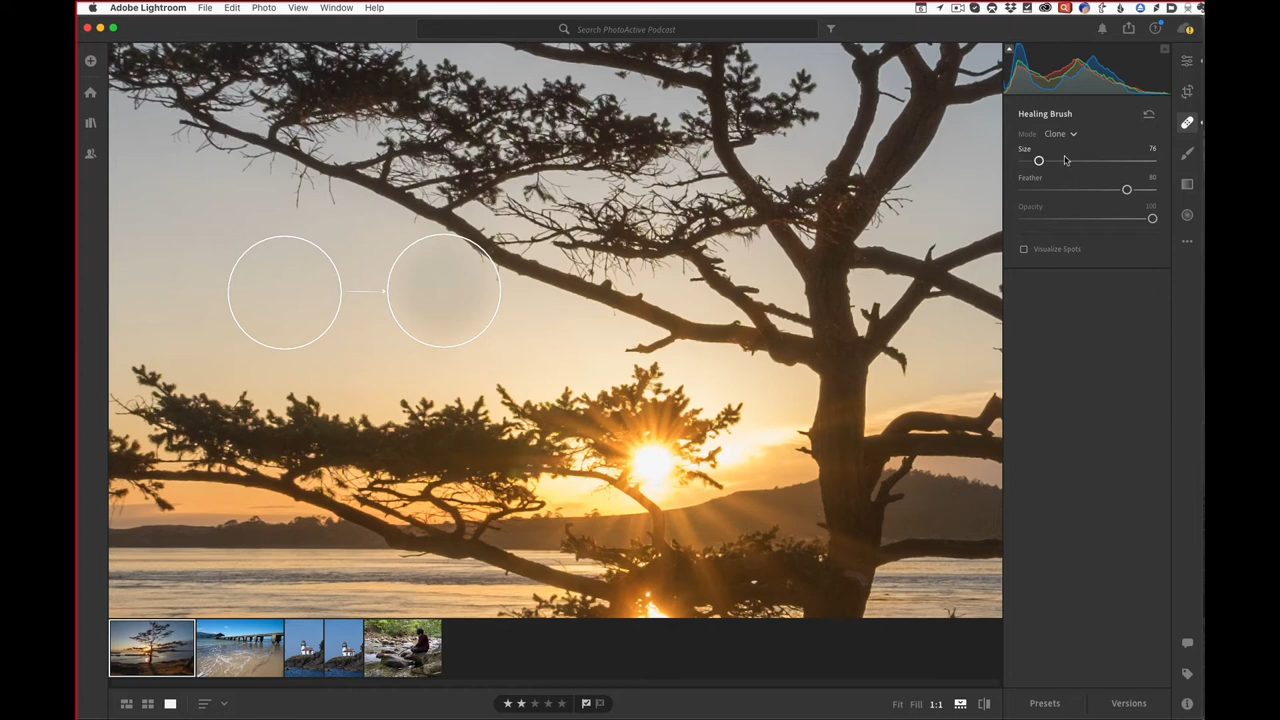 Adobe Lightroom File Edit Photo View Window Help
Search PhotoActive Podcast
Healing Brush
Mode Clone
Size 76
Feather 80
Opacity 100
Visualize Spots
Fit Fill 1:1
Presets Versions